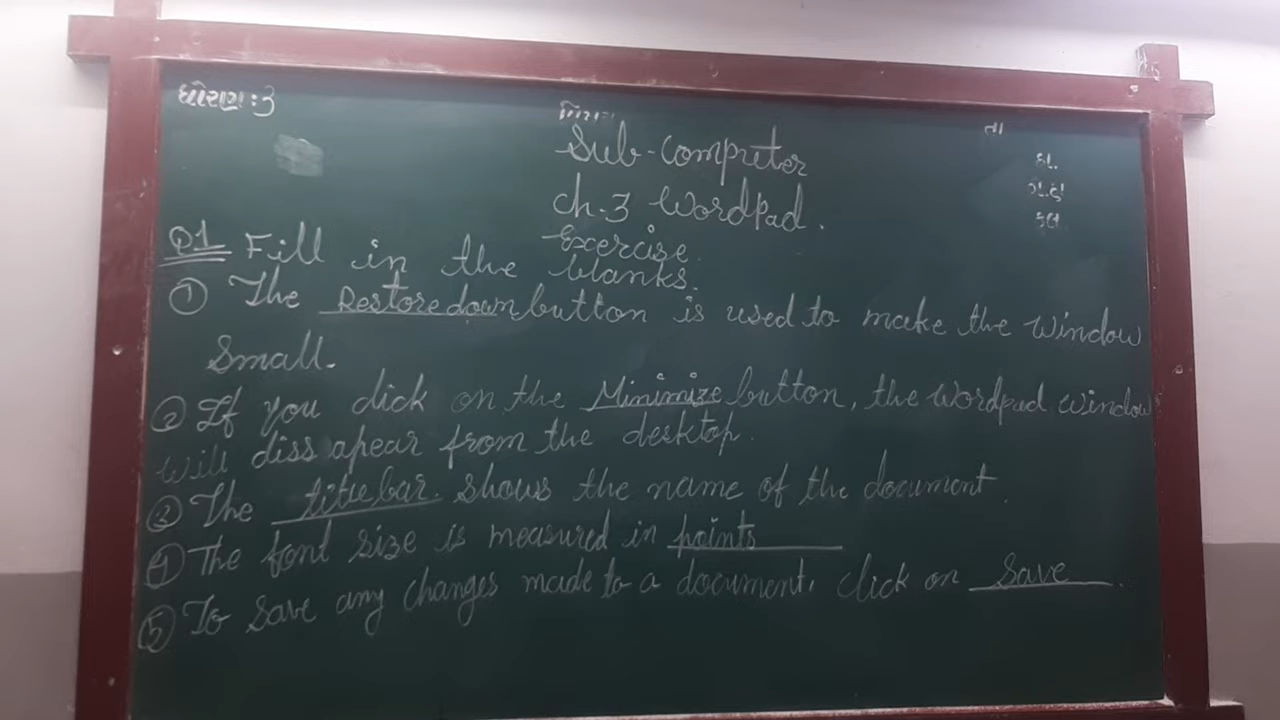 ધોરણ:3
વિષય
તા
Sub-Computer
હા.
ch.3 Wordpad.
ગે.હા
કુલ
Excercise.
Q1 Fill in the blanks.
① The Restoredown button is used to make the window
Small.
② If you click on the Minimize button, the Wordpad window
will diss apear from the desktop.
③ The title bar. shows the name of the document.
④ The font size is measured in points
⑤ To save any changes made to a document, click on Save.